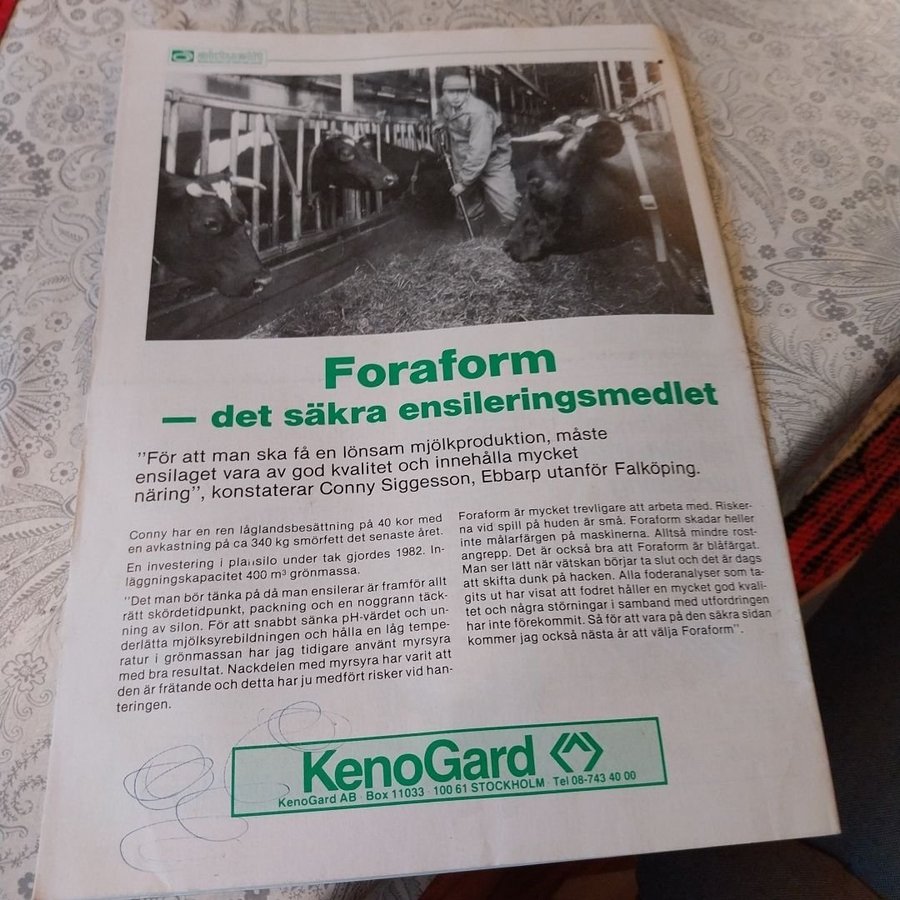 Foraform
— det säkra ensileringsmedlet
"För att man ska få en lönsam mjölkproduktion, måste
ensilaget vara av god kvalitet och innehålla mycket
näring", konstaterar Conny Siggesson, Ebbarp utanför Falköping.
Conny har en ren låglandsbesättning på 40 kor med
en avkastning på ca 340 kg smörfett det senaste året.
En investering i plansilo under tak gjordes 1982. In-
läggningskapacitet 400 m³ grönmassa.
"Det man bör tänka på då man ensilerar är framför allt
rätt skördetidpunkt, packning och en noggrann täck-
ning av silon. För att snabbt sänka pH-värdet och un-
derlätta mjölksyrebildningen och hålla en låg tempe-
ratur i grönmassan har jag tidigare använt myrsyra
med bra resultat. Nackdelen med myrsyra har varit att
den är frätande och detta har ju medfört risker vid han-
teringen.
Foraform är mycket trevligare att arbeta med. Risker-
na vid spill på huden är små. Foraform skadar heller
inte målarfärgen på maskinerna. Alltså mindre rost-
angrepp. Det är också bra att Foraform är blåfärgat.
Man ser lätt när vätskan börjar ta slut och det är dags
att skifta dunk på hacken. Alla foderanalyser som ta-
gits ut har visat att fodret håller en mycket god kvali-
tet och några störningar i samband med utfordringen
har inte förekommit. Så för att vara på den säkra sidan
kommer jag också nästa år att välja Foraform".
KenoGard
KenoGard AB · Box 11033 · 100 61 STOCKHOLM · Tel 08-743 40 00